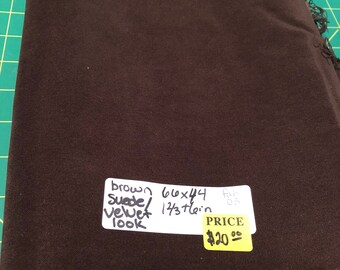 brown 66x44
suede/ 1 2/3 + 6in
velvet
look
PRICE
$20.00